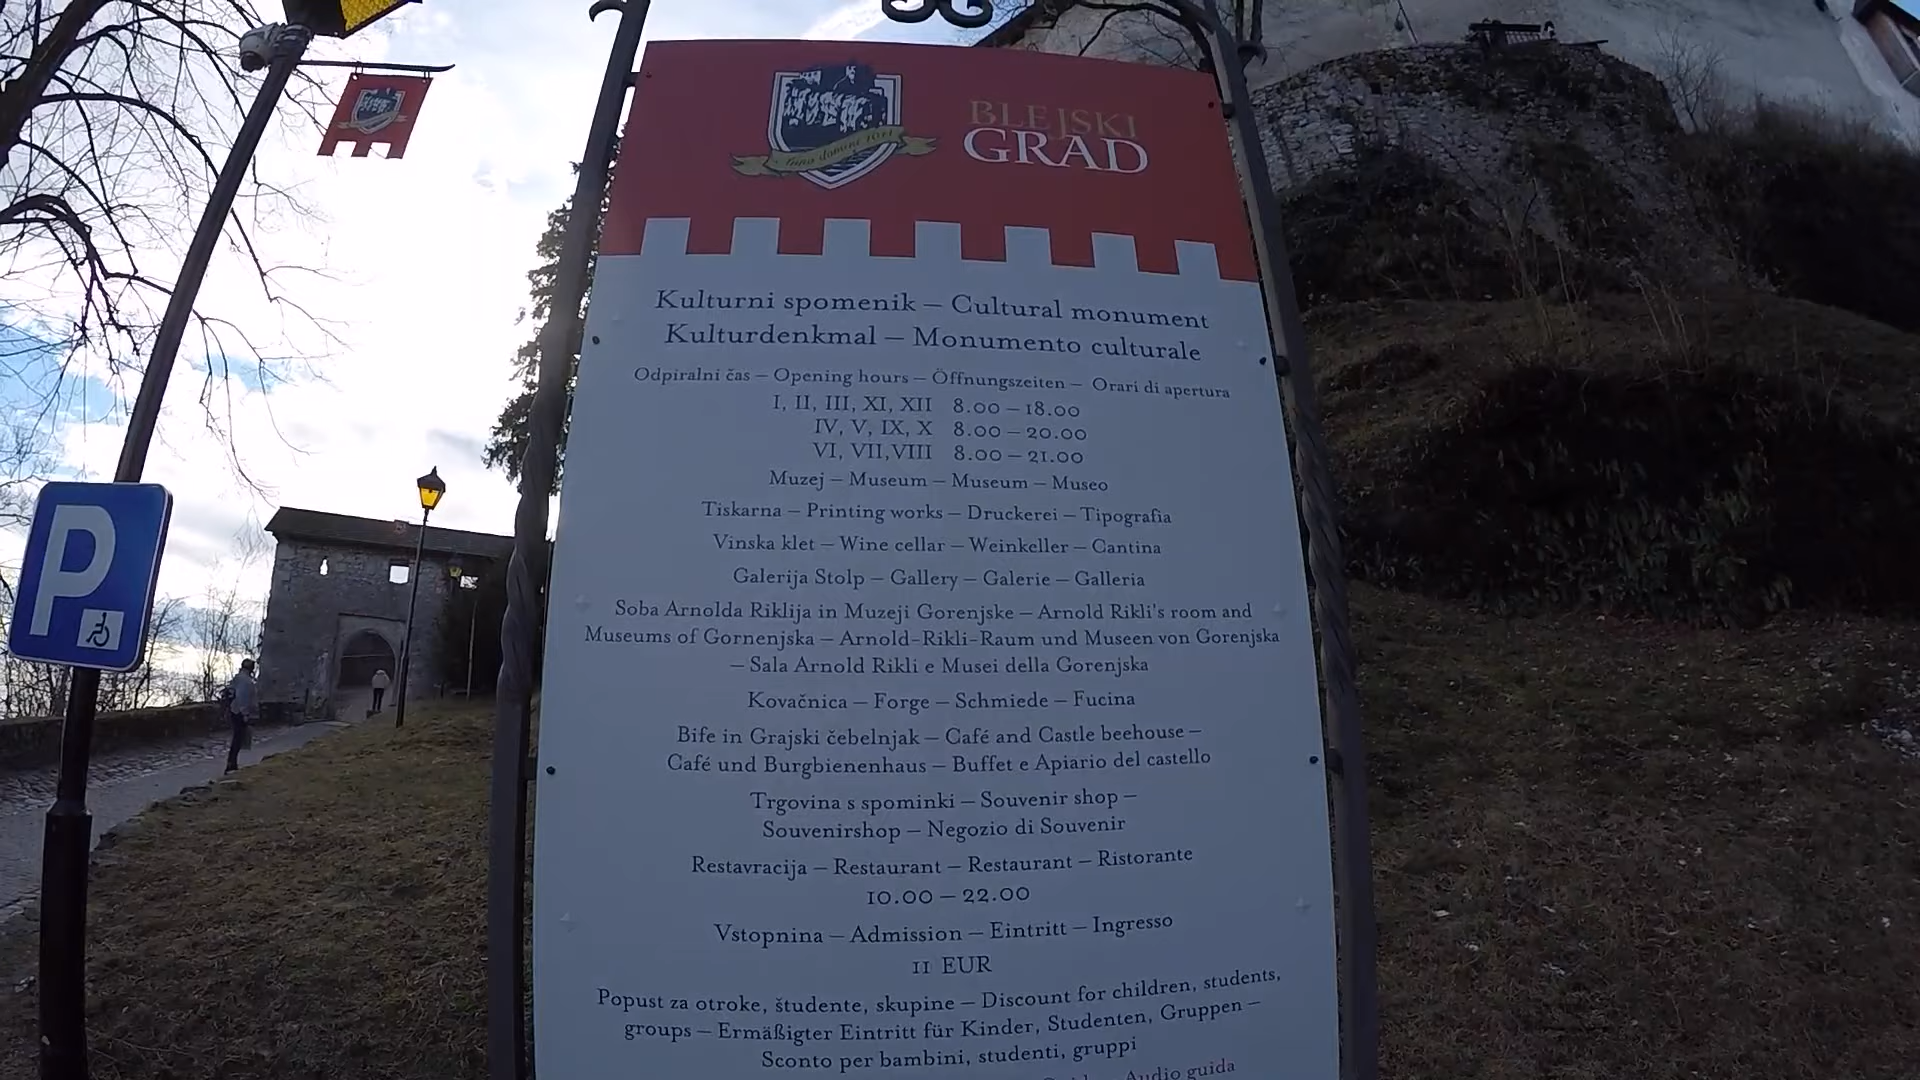 BLEJSKI
GRAD
Anno domini 1011
P
Kulturni spomenik – Cultural monument
Kulturdenkmal – Monumento culturale
Odpiralni čas – Opening hours – Öffnungszeiten – Orari di apertura
I, II, III, XI, XII 8.00 – 18.00
IV, V, IX, X 8.00 – 20.00
VI, VII,VIII 8.00 – 21.00
Muzej – Museum – Museum – Museo
Tiskarna – Printing works – Druckerei – Tipografia
Vinska klet – Wine cellar – Weinkeller – Cantina
Galerija Stolp – Gallery – Galerie – Galleria
Soba Arnolda Riklija in Muzeji Gorenjske – Arnold Rikli's room and
Museums of Gornenjska – Arnold-Rikli-Raum und Museen von Gorenjska
– Sala Arnold Rikli e Musei della Gorenjska
Kovačnica – Forge – Schmiede – Fucina
Bife in Grajski čebelnjak – Café and Castle beehouse –
Café und Burgbienenhaus – Buffet e Apiario del castello
Trgovina s spominki – Souvenir shop –
Souvenirshop – Negozio di Souvenir
Restavracija – Restaurant – Restaurant – Ristorante
10.00 – 22.00
Vstopnina – Admission – Eintritt – Ingresso
11 EUR
Popust za otroke, študente, skupine – Discount for children, students,
groups – Ermäßigter Eintritt für Kinder, Studenten, Gruppen –
Sconto per bambini, studenti, gruppi
Audio guida